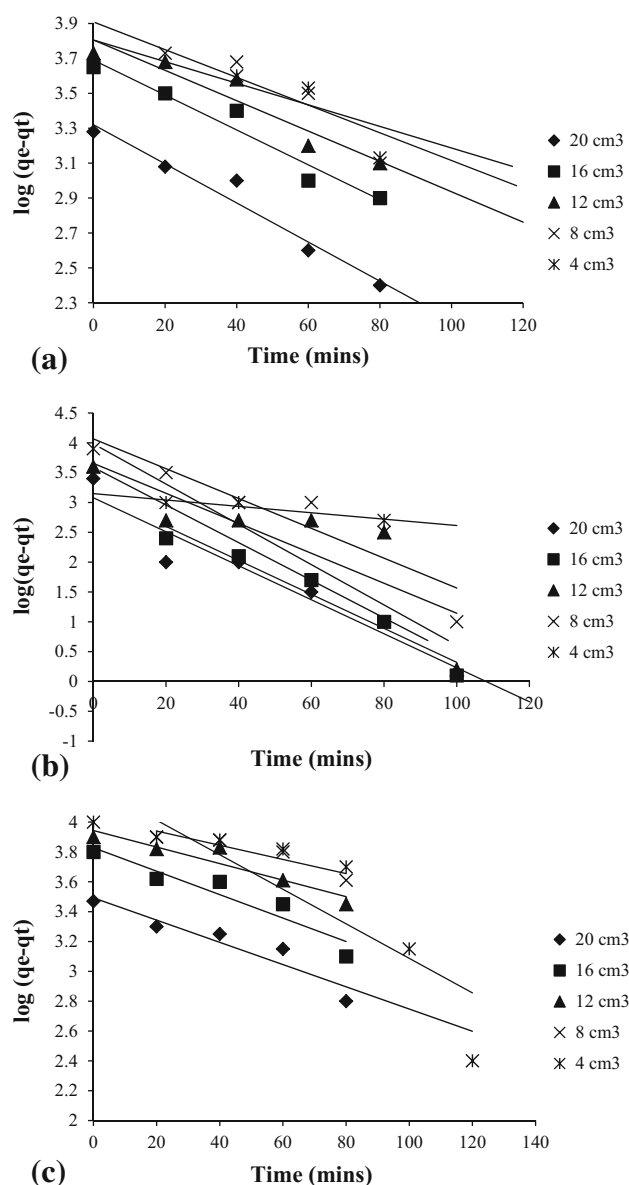 3.9
3.7
3.5
3.3
3.1
2.9
2.7
2.5
2.3
log (qe-qt)
0 20 40 60 80 100 120
Time (mins)
20 cm3
16 cm3
12 cm3
8 cm3
4 cm3
(a)
4.5
4
3.5
3
2.5
2
1.5
1
0.5
0
-0.5
-1
log(qe-qt)
0 20 40 60 80 100 120
Time (mins)
20 cm3
16 cm3
12 cm3
8 cm3
4 cm3
(b)
4
3.8
3.6
3.4
3.2
3
2.8
2.6
2.4
2.2
2
log (qe-qt)
0 20 40 60 80 100 120 140
Time (mins)
20 cm3
16 cm3
12 cm3
8 cm3
4 cm3
(c)